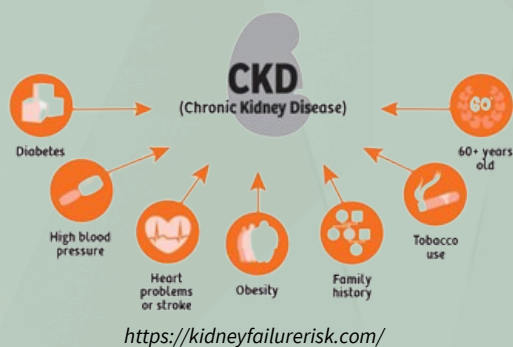 CKD
(Chronic Kidney Disease)
60
Diabetes
60+ years
old
High blood
pressure
Tobacco
use
Heart
problems
or stroke
Obesity
Family
history
https://kidneyfailurerisk.com/